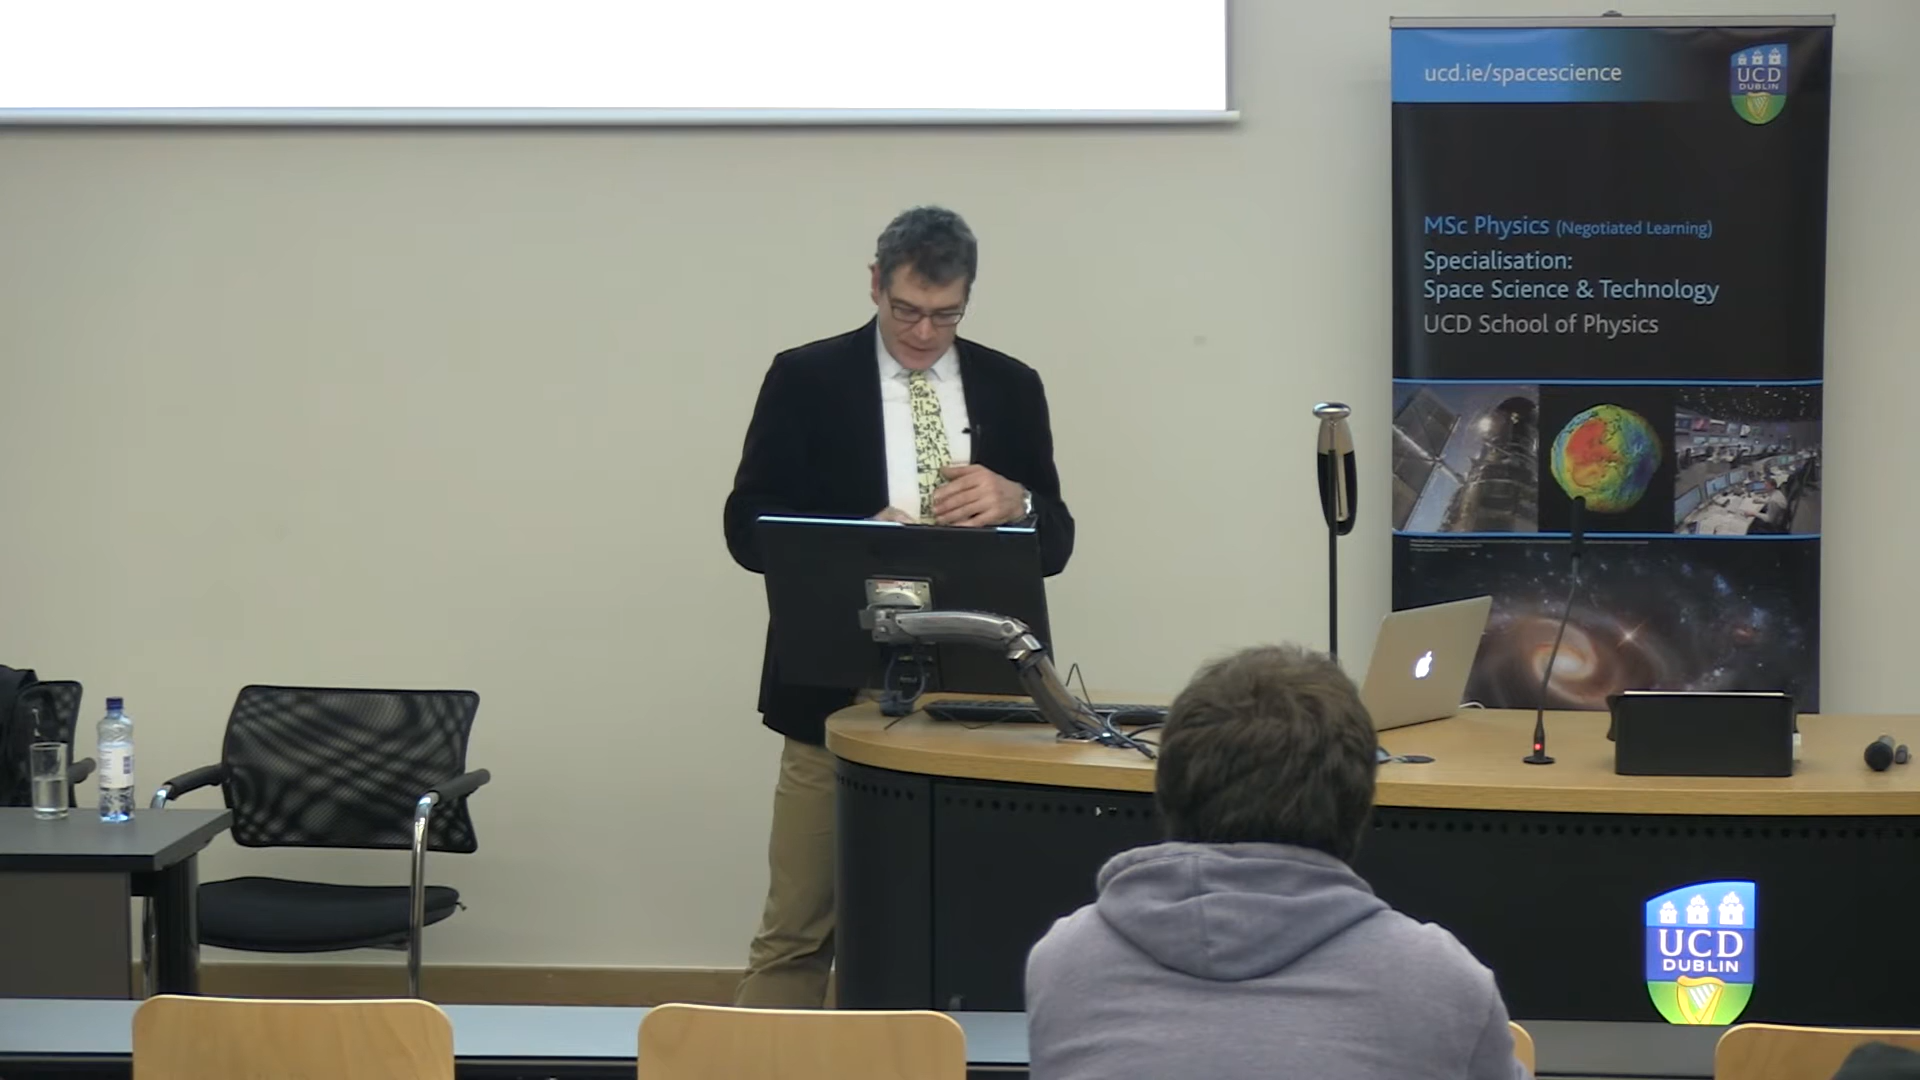 ucd.ie/spacescience
UCD
DUBLIN
MSc Physics (Negotiated Learning)
Specialisation:
Space Science & Technology
UCD School of Physics
UCD
DUBLIN